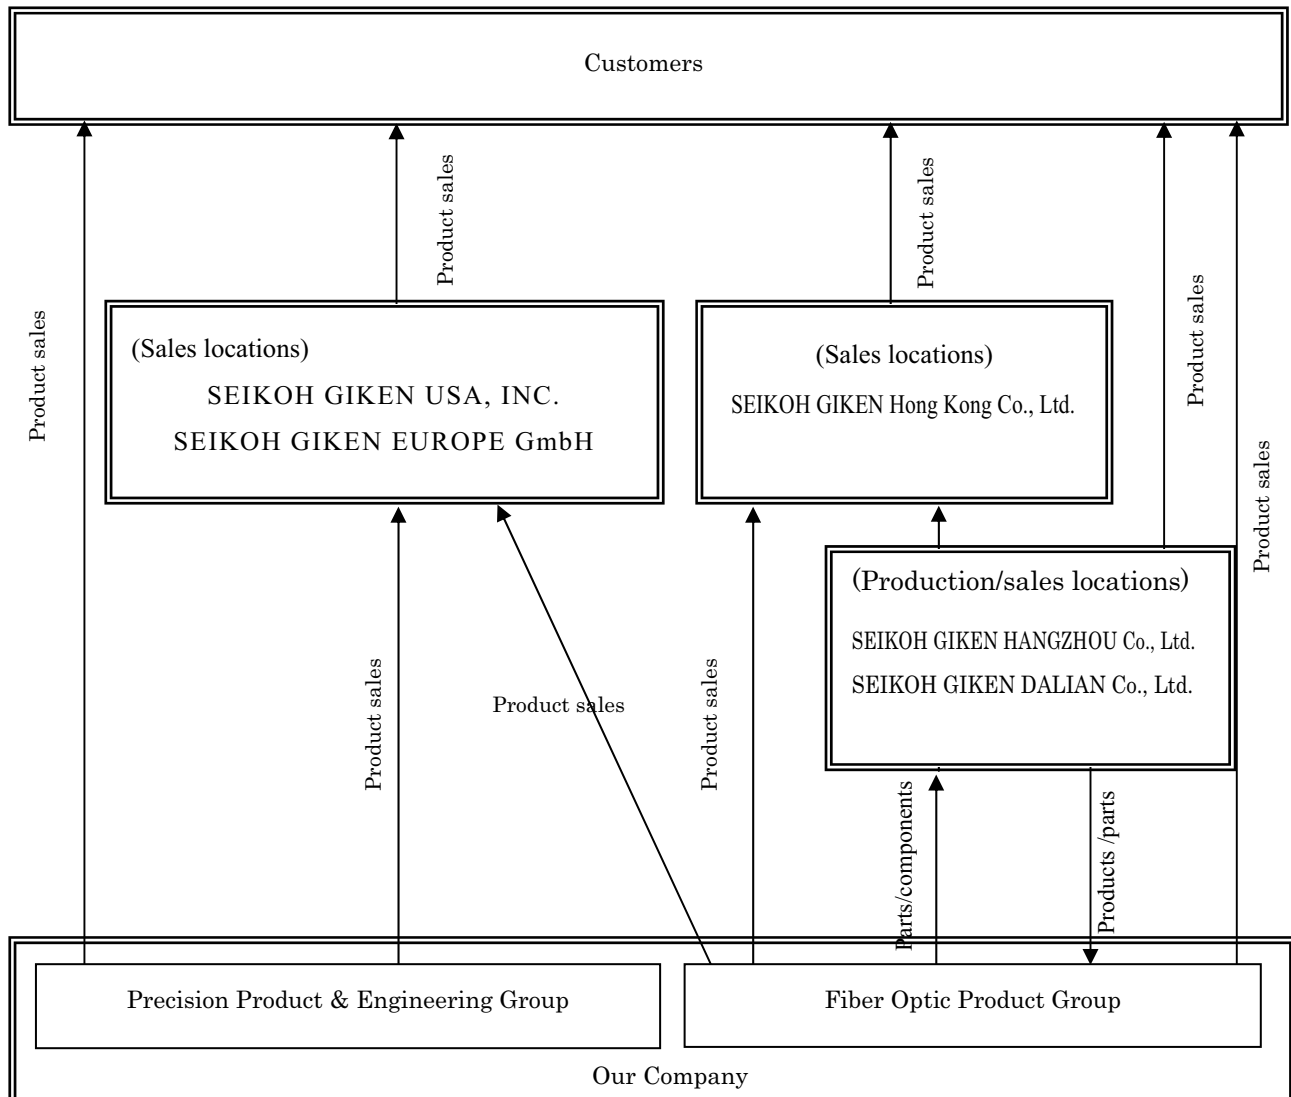 Customers
Product sales
Product sales
Product sales
Product sales
Product sales
(Sales locations)
SEIKOH GIKEN USA, INC.
SEIKOH GIKEN EUROPE GmbH
(Sales locations)
SEIKOH GIKEN Hong Kong Co., Ltd.
(Production/sales locations)
SEIKOH GIKEN HANGZHOU Co., Ltd.
SEIKOH GIKEN DALIAN Co., Ltd.
Product sales
Product sales
Product sales
Parts/components
Products /parts
Precision Product & Engineering Group
Fiber Optic Product Group
Our Company